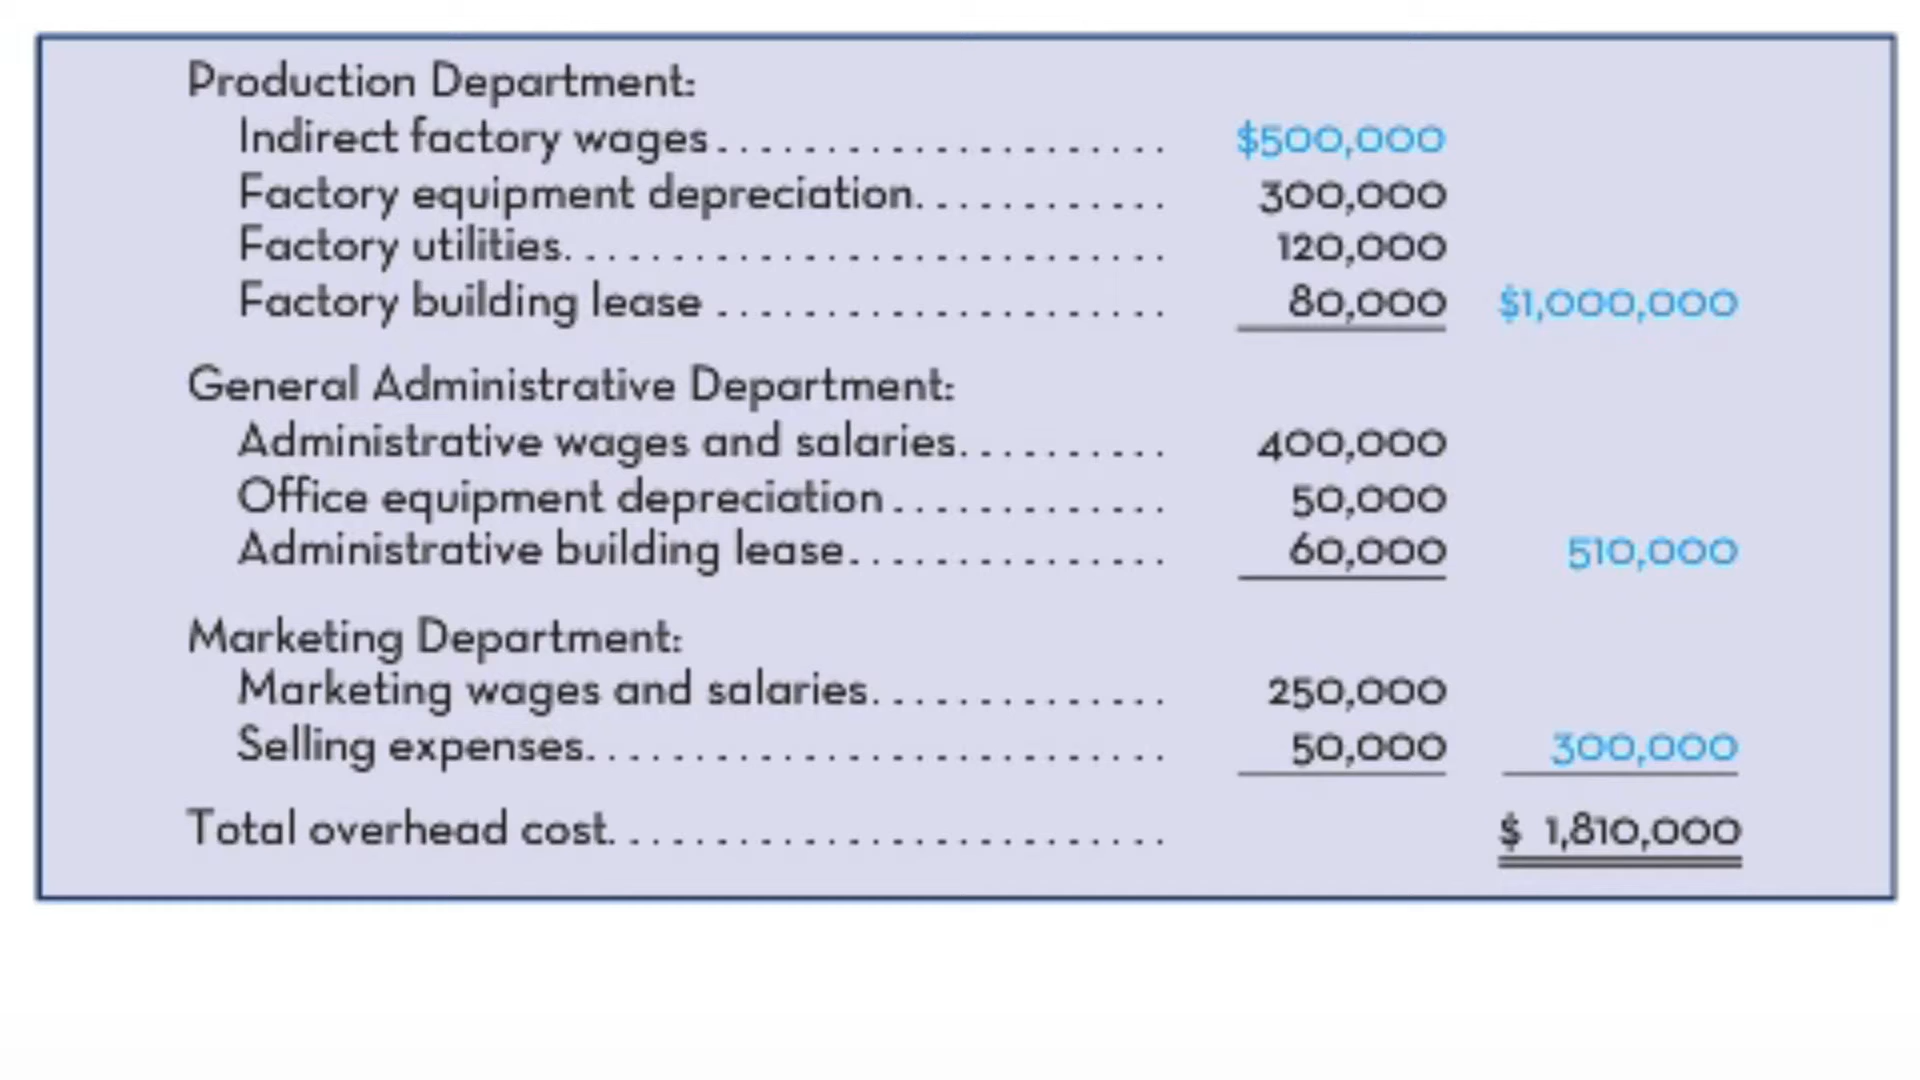 Production Department:
Indirect factory wages ...................... $500,000
Factory equipment depreciation............. 300,000
Factory utilities............................. 120,000
Factory building lease ...................... 80,000 $1,000,000
General Administrative Department:
Administrative wages and salaries........... 400,000
Office equipment depreciation .............. 50,000
Administrative building lease................ 60,000 510,000
Marketing Department:
Marketing wages and salaries............... 250,000
Selling expenses............................ 50,000 300,000
Total overhead cost........................... $ 1,810,000